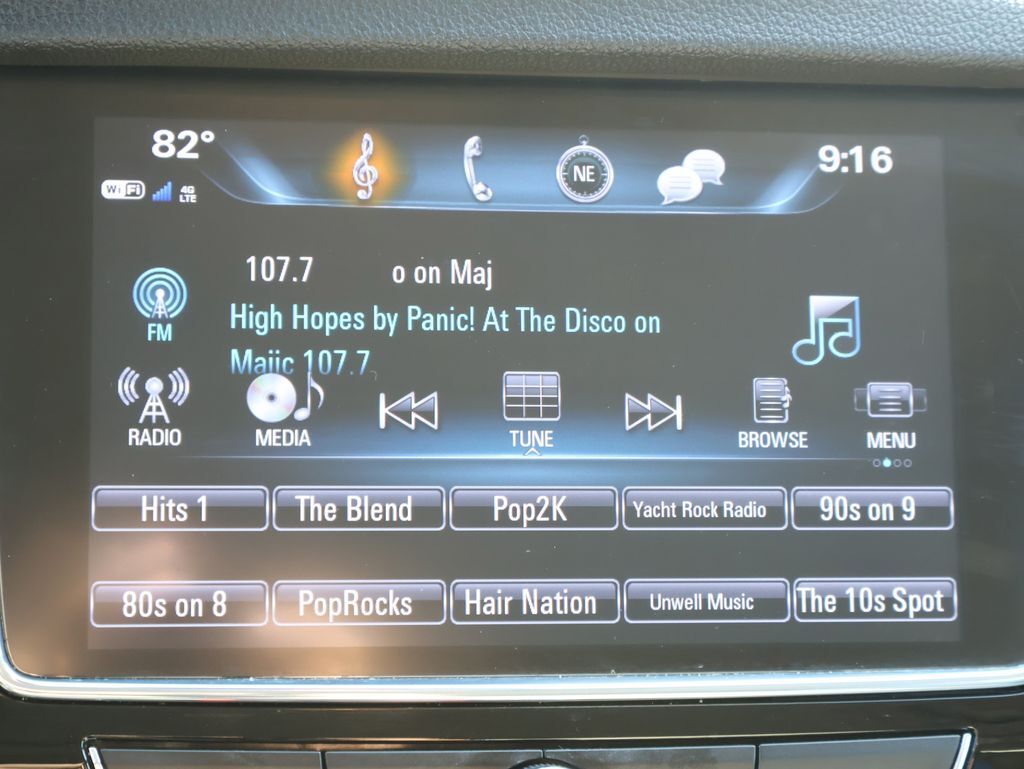 82° 9:16
WiFi 4G LTE NE
107.7 o on Maj
FM High Hopes by Panic! At The Disco on
Majic 107.7
RADIO MEDIA TUNE BROWSE MENU
Hits 1 The Blend Pop2K Yacht Rock Radio 90s on 9
80s on 8 PopRocks Hair Nation Unwell Music The 10s Spot